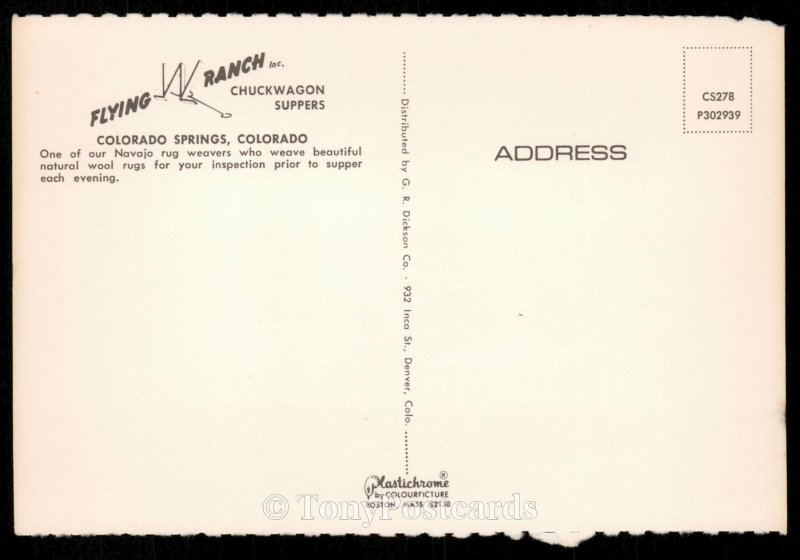 FLYING W RANCH Inc.
CHUCKWAGON
SUPPERS
COLORADO SPRINGS, COLORADO
One of our Navajo rug weavers who weave beautiful
natural wool rugs for your inspection prior to supper
each evening.
Distributed by G. R. Dickson Co. - 932 Inca St., Denver, Colo.
CS278
P302939
ADDRESS
Plastichrome®
by COLOURPICTURE
BOSTON, MASS. 02130
© TonyPostcards